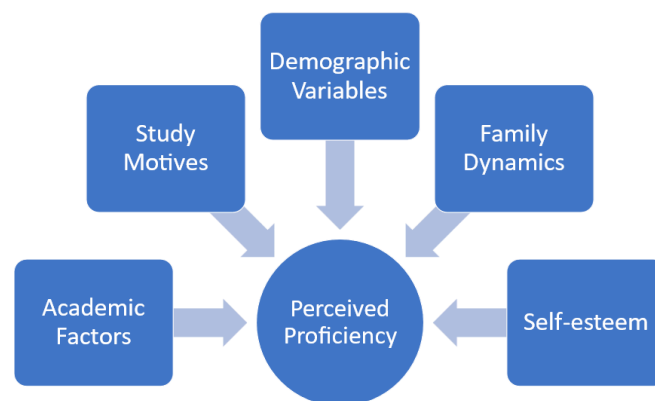 Demographic
Variables
Study
Motives
Family
Dynamics
Academic
Factors
Perceived
Proficiency
Self-esteem